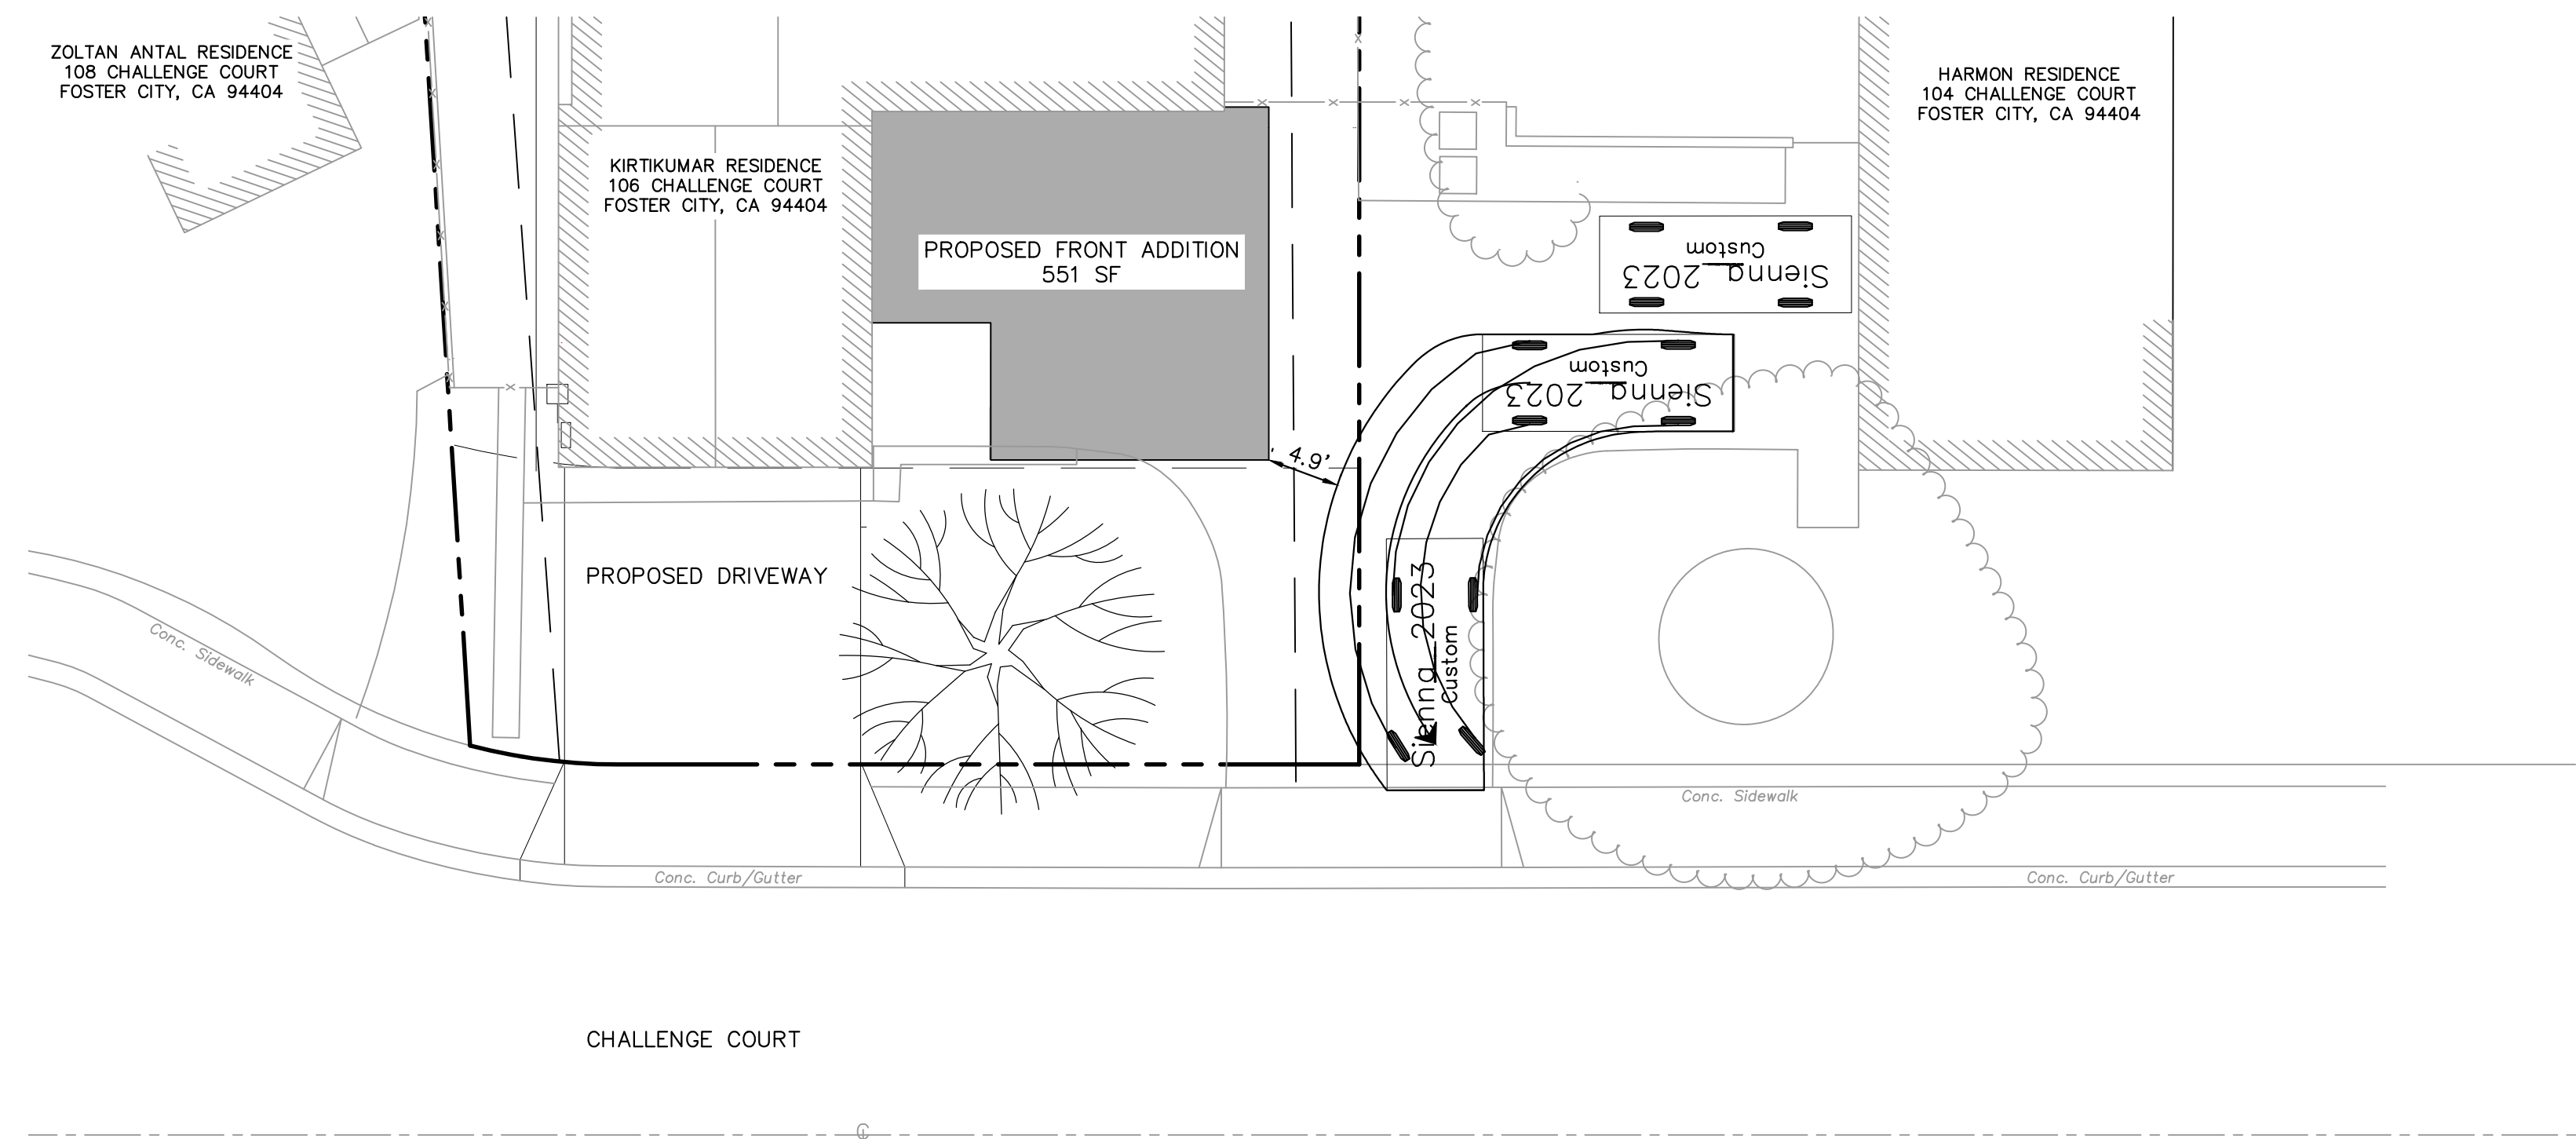 ZOLTAN ANTAL RESIDENCE
108 CHALLENGE COURT
FOSTER CITY, CA 94404
HARMON RESIDENCE
104 CHALLENGE COURT
FOSTER CITY, CA 94404
KIRTIKUMAR RESIDENCE
106 CHALLENGE COURT
FOSTER CITY, CA 94404
PROPOSED FRONT ADDITION
551 SF
Sienna_2023
Custom
Sienna_2023
Custom
4.9'
PROPOSED DRIVEWAY
Sienna_2023
Custom
Conc. Sidewalk
Conc. Sidewalk
Conc. Curb/Gutter
Conc. Curb/Gutter
CHALLENGE COURT
℄